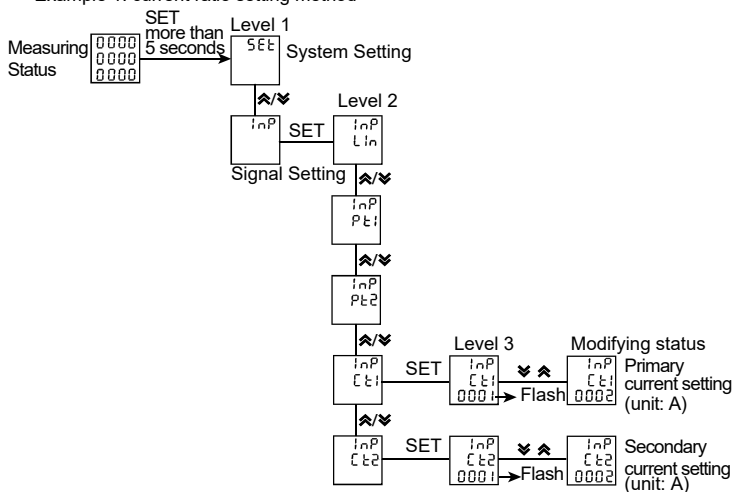 Example 1: current ratio setting method
SET
more than
5 seconds
Level 1
Measuring
Status
0000
0000
0000
SEt
System Setting
Level 2
InP
SET
InP
LIn
Signal Setting
InP
Pt1
InP
Pt2
Level 3
Modifying status
InP
Ct1
SET
InP
Ct1
0001
Flash
InP
Ct1
0002
Primary
current setting
(unit: A)
InP
Ct2
SET
InP
Ct2
0001
Flash
InP
Ct2
0002
Secondary
current setting
(unit: A)